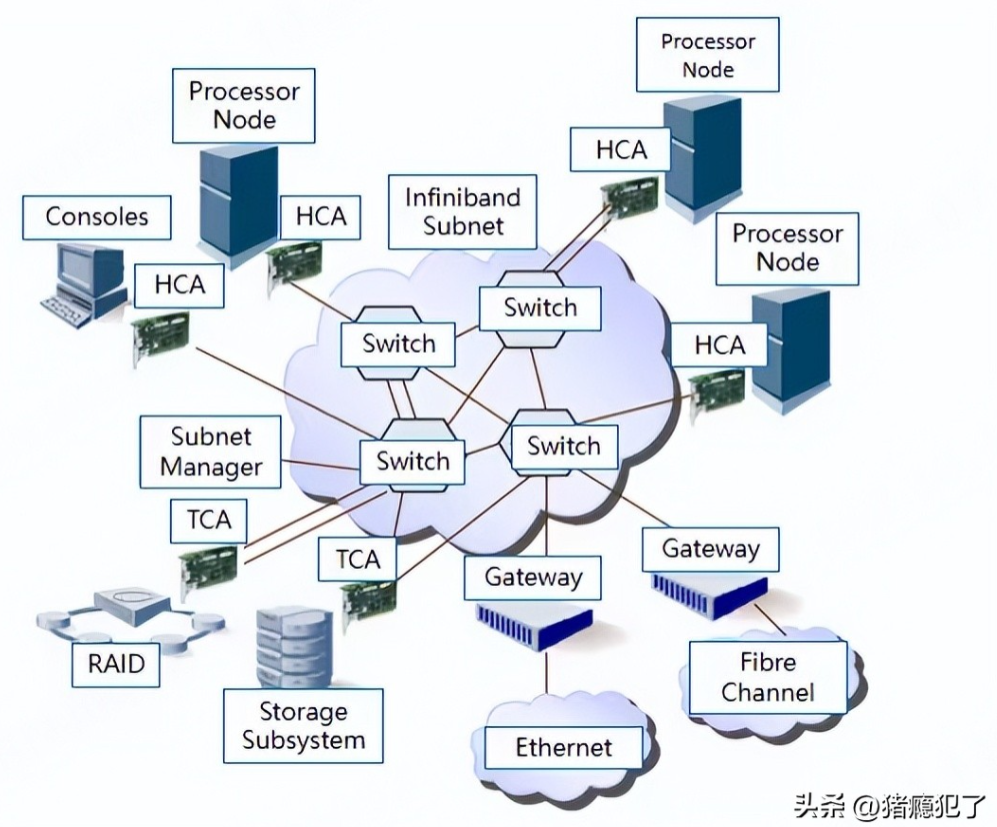 Processor
Node
Processor
Node
HCA
Infiniband
Subnet
HCA
Consoles
Processor
Node
HCA
Switch
Switch
HCA
Subnet
Manager
Switch
Switch
TCA
TCA
Gateway
Gateway
RAID
Fibre
Channel
Storage
Subsystem
Ethernet
头条 @猪瘾犯了